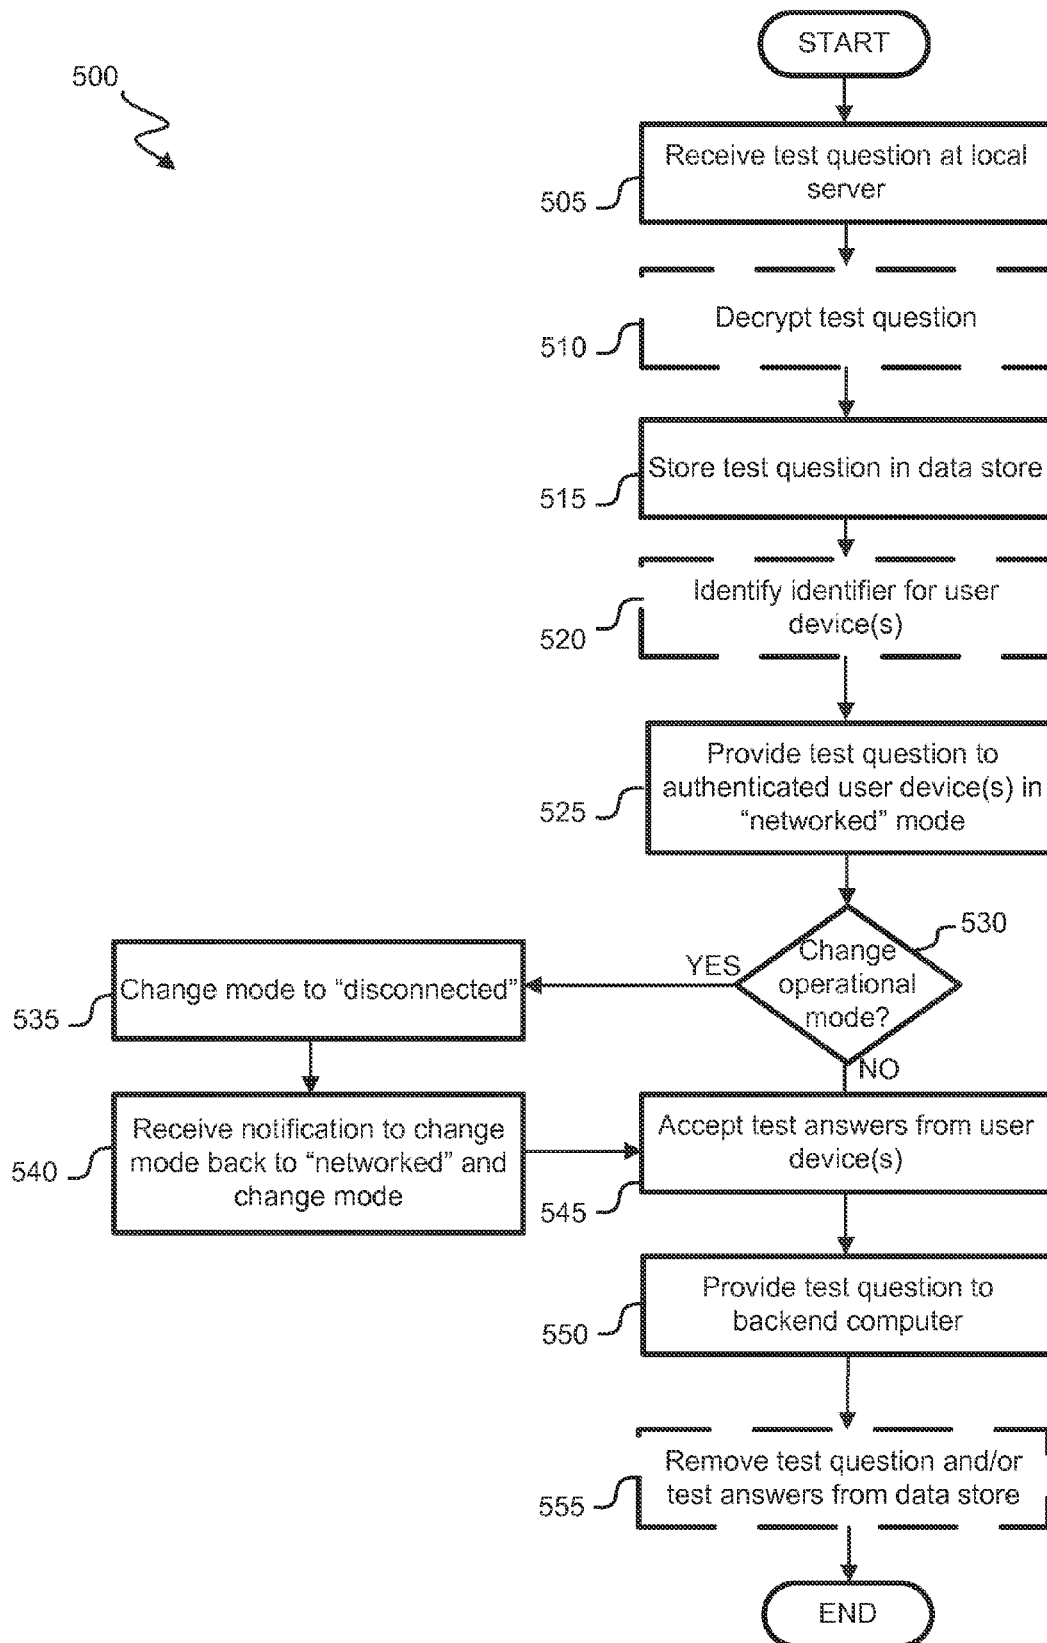 START
500
Receive test question at local
server
505
Decrypt test question
510
Store test question in data store
515
Identify identifier for user
device(s)
520
Provide test question to
authenticated user device(s) in
“networked” mode
525
530
Change
operational
mode?
YES
NO
Change mode to “disconnected”
535
Receive notification to change
mode back to “networked” and
change mode
540
Accept test answers from user
device(s)
545
Provide test question to
backend computer
550
Remove test question and/or
test answers from data store
555
END